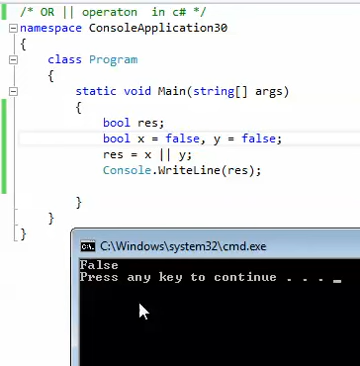 /* OR || operaton  in c# */
namespace ConsoleApplication30
{
class Program
{
static void Main(string[] args)
{
bool res;
bool x = false, y = false;
res = x || y;
Console.WriteLine(res);
}
}
}
C:\Windows\system32\cmd.exe
False
Press any key to continue . . . _